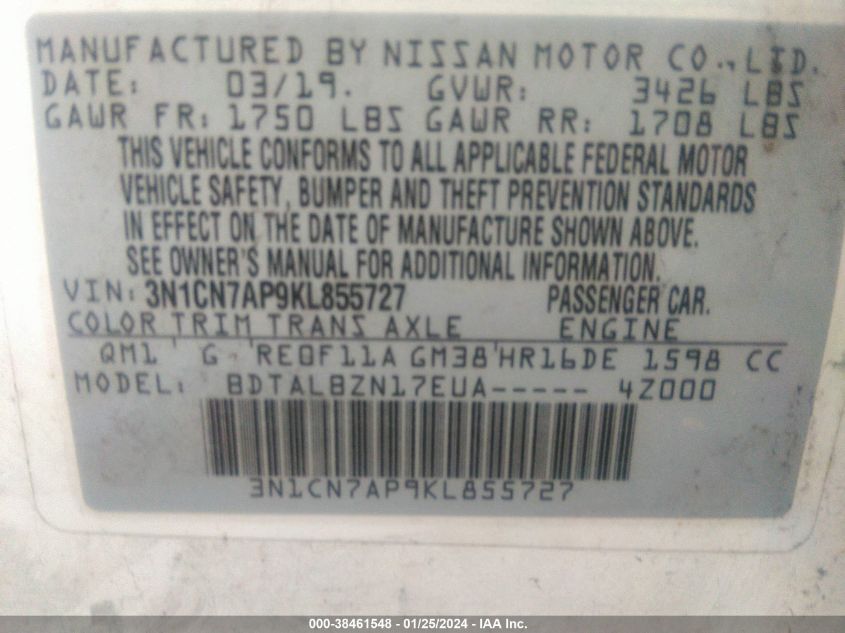 MANUFACTURED BY NISSAN MOTOR CO., LTD.
DATE: 03/19. GVWR: 3426 LBS
GAWR FR: 1750 LBS GAWR RR: 1708 LBS
THIS VEHICLE CONFORMS TO ALL APPLICABLE FEDERAL MOTOR
VEHICLE SAFETY, BUMPER AND THEFT PREVENTION STANDARDS
IN EFFECT ON THE DATE OF MANUFACTURE SHOWN ABOVE.
SEE OWNER'S MANUAL FOR ADDITIONAL INFORMATION.
VIN: 3N1CN7AP9KL855727 PASSENGER CAR.
COLOR TRIM TRANS AXLE ENGINE
QM1 G RE0F11A GM38 HR16DE 1598 CC
MODEL: BDTALBZN17EUA----- 4Z000
3N1CN7AP9KL855727
000-38461548 - 01/25/2024 - IAA Inc.